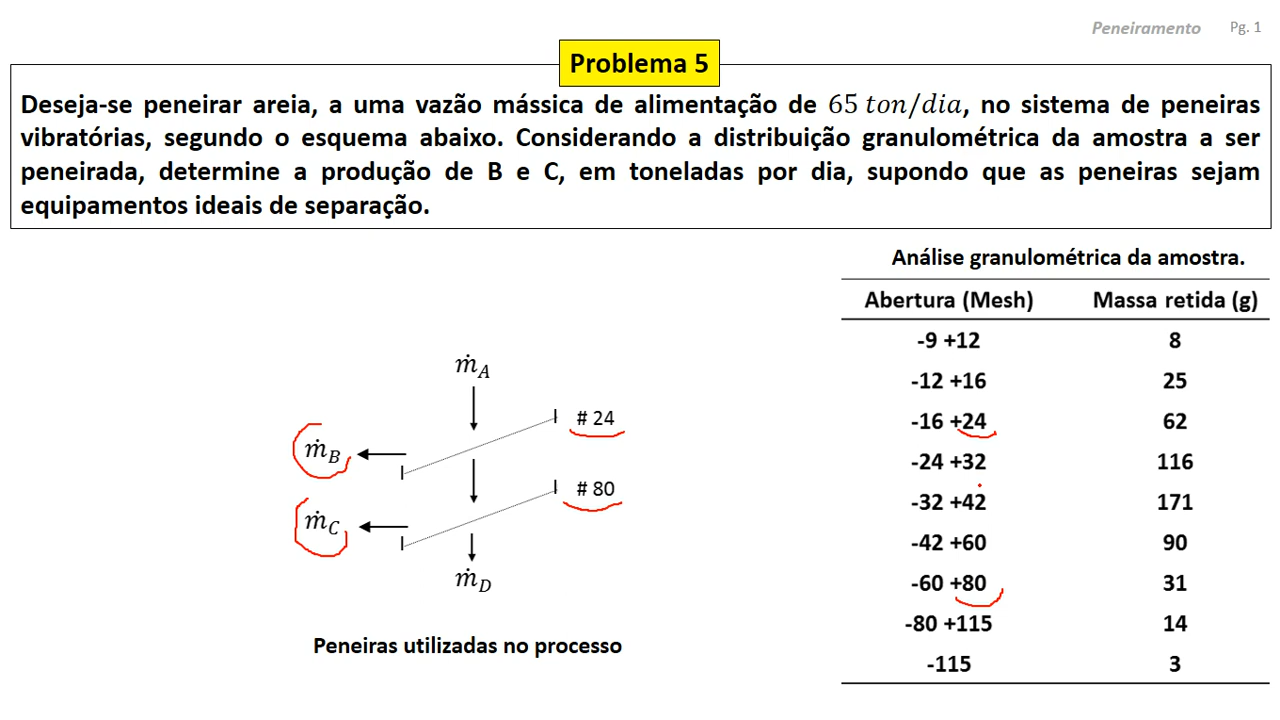 Peneiramento Pg. 1
Problema 5
Deseja-se peneirar areia, a uma vazão mássica de alimentação de 65 ton/dia, no sistema de peneiras
vibratórias, segundo o esquema abaixo. Considerando a distribuição granulométrica da amostra a ser
peneirada, determine a produção de B e C, em toneladas por dia, supondo que as peneiras sejam
equipamentos ideais de separação.
Análise granulométrica da amostra.
Abertura (Mesh) Massa retida (g)
-9 +12 8
-12 +16 25
-16 +24 62
-24 +32 116
-32 +42 171
-42 +60 90
-60 +80 31
-80 +115 14
-115 3
ṁA
# 24
ṁB
# 80
ṁC
ṁD
Peneiras utilizadas no processo